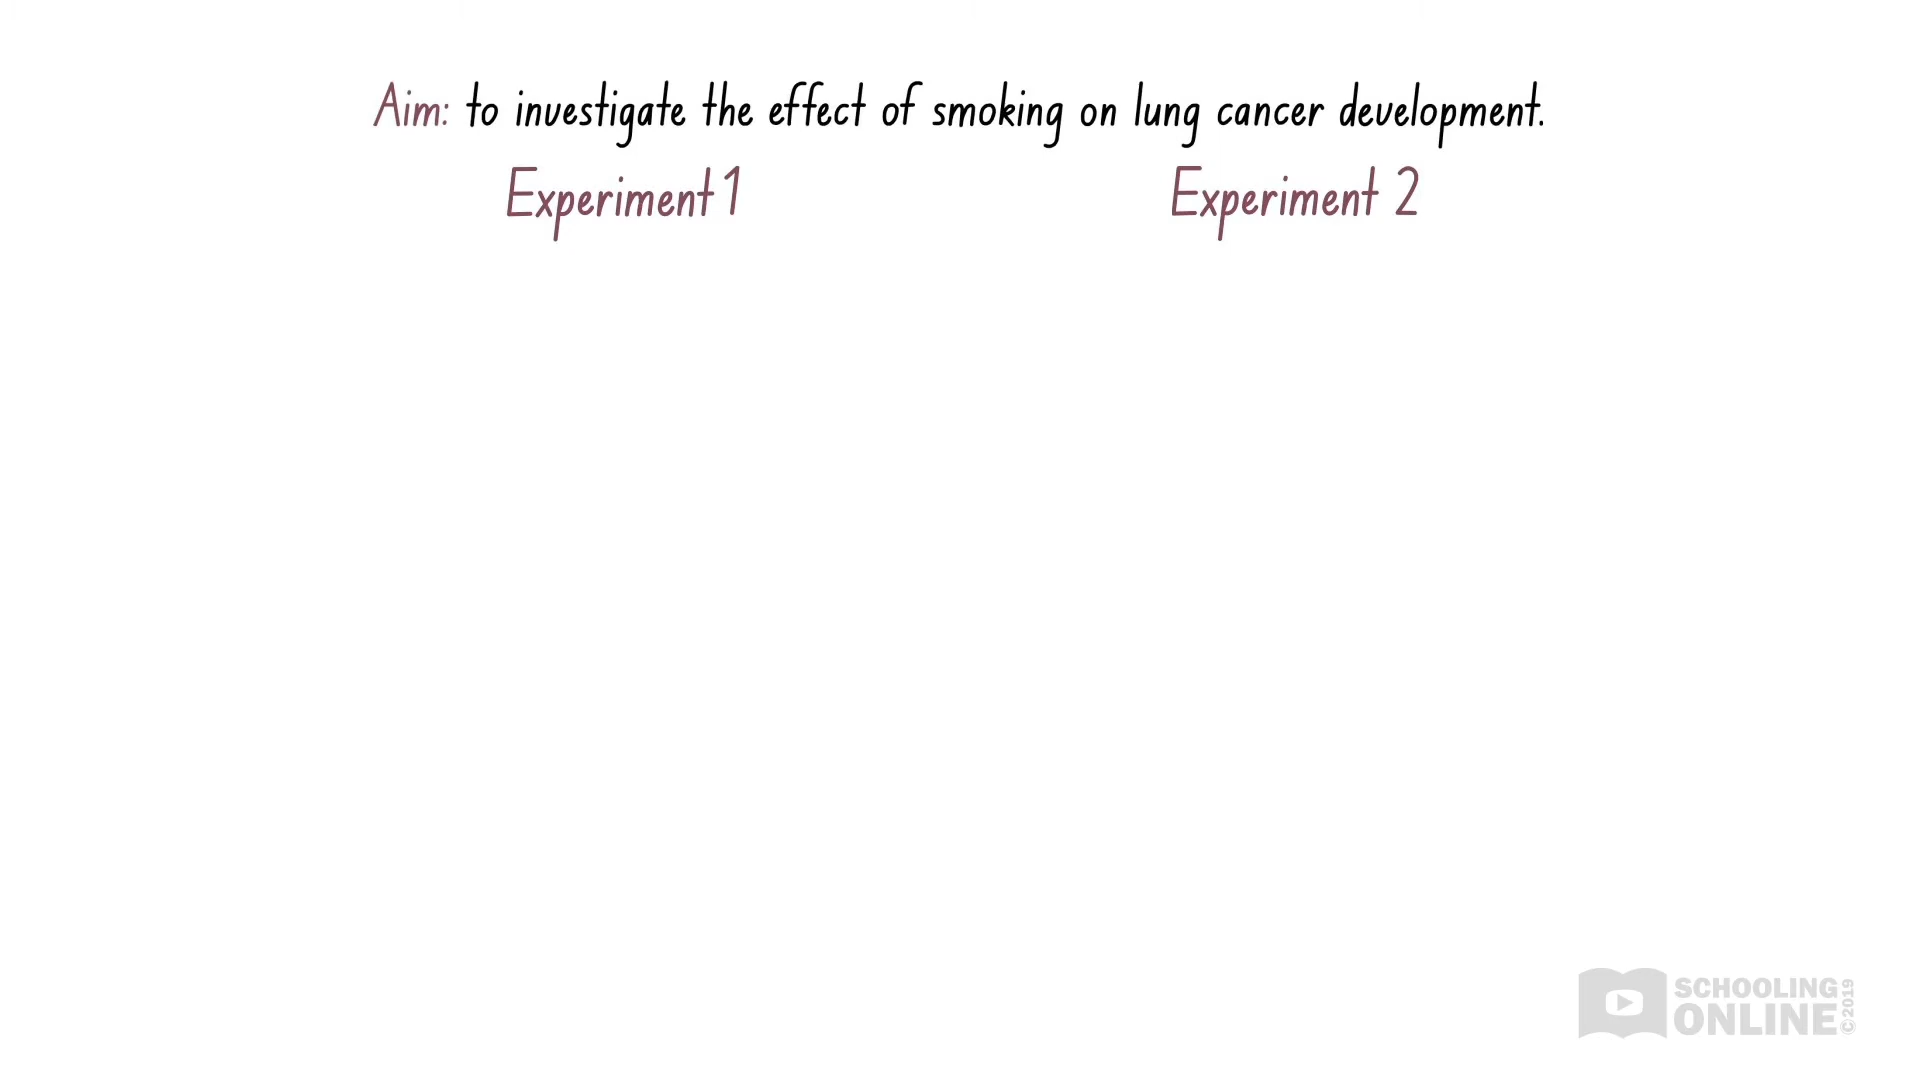 Aim: to investigate the effect of smoking on lung cancer development.
Experiment 1
Experiment 2
SCHOOLING
ONLINE
©2019